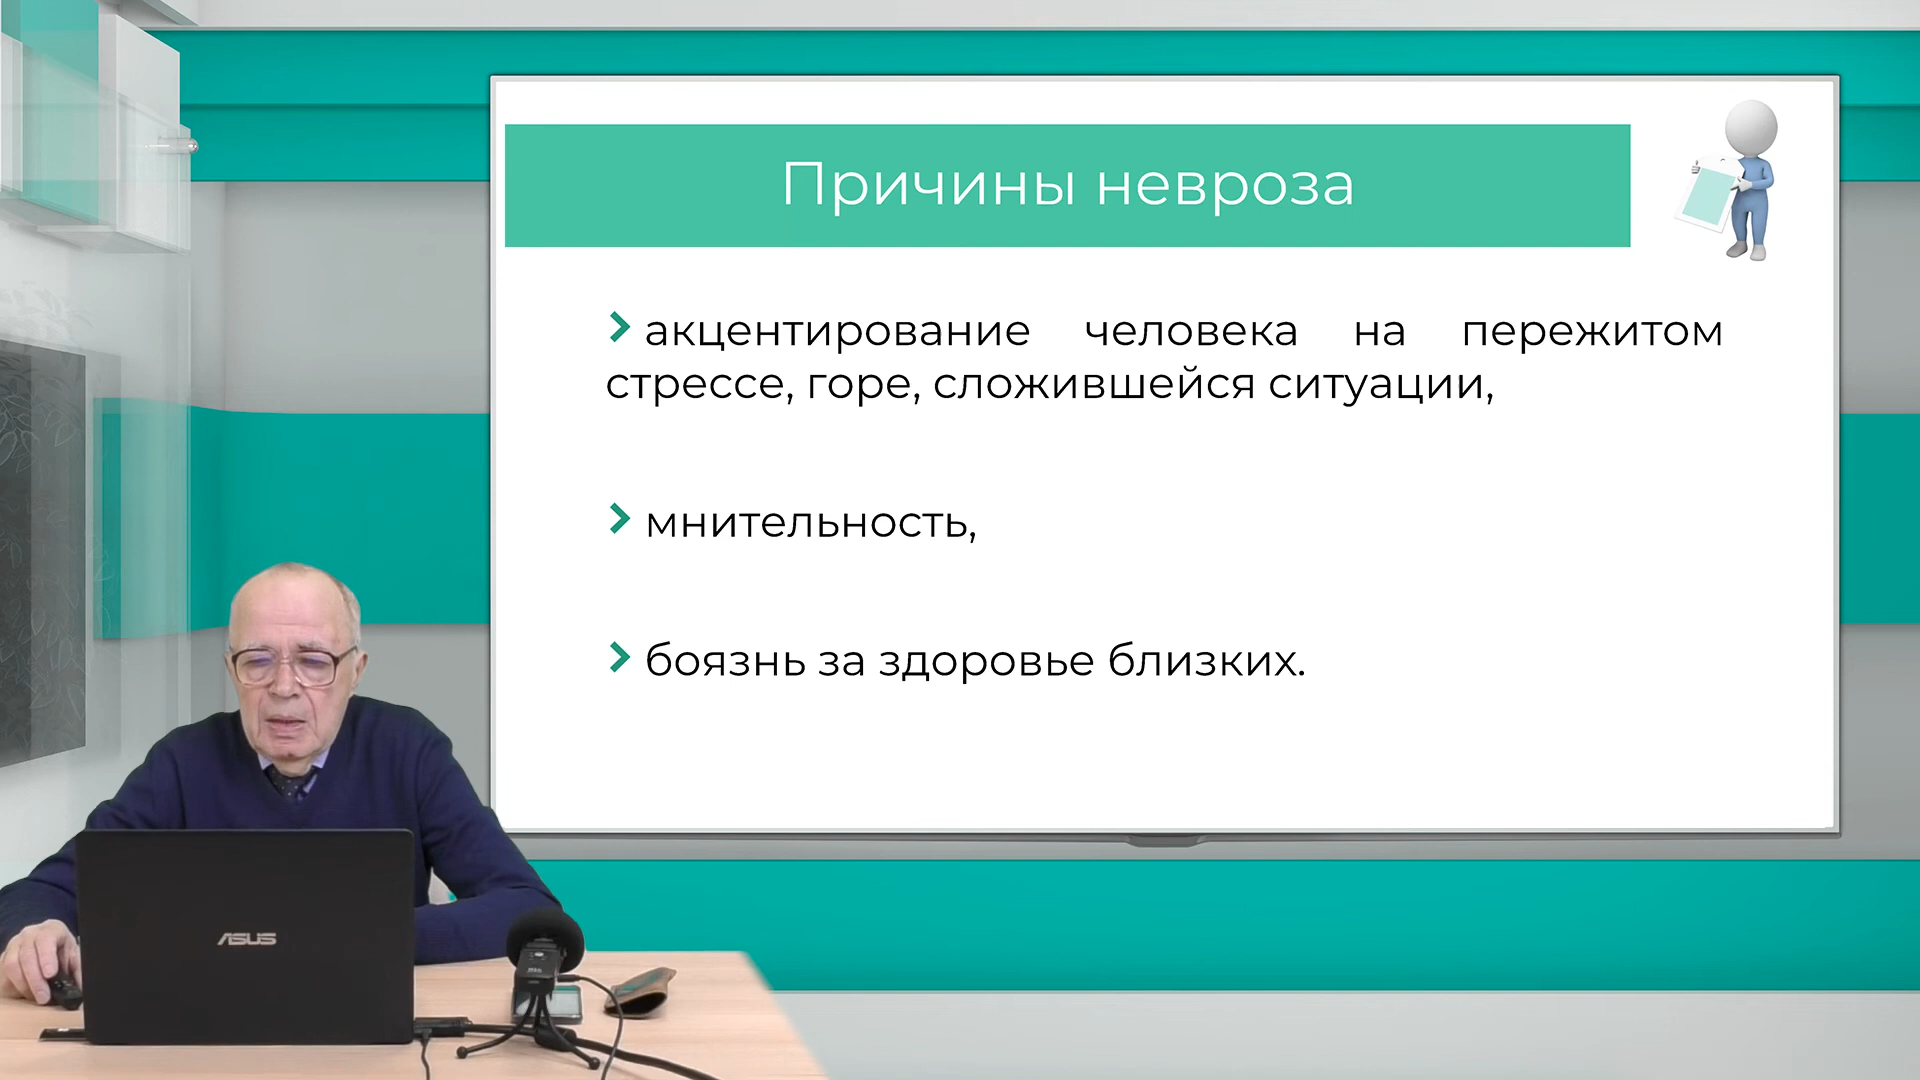 Причины невроза
акцентирование человека на пережитом
стрессе, горе, сложившейся ситуации,
мнительность,
боязнь за здоровье близких.
ASUS